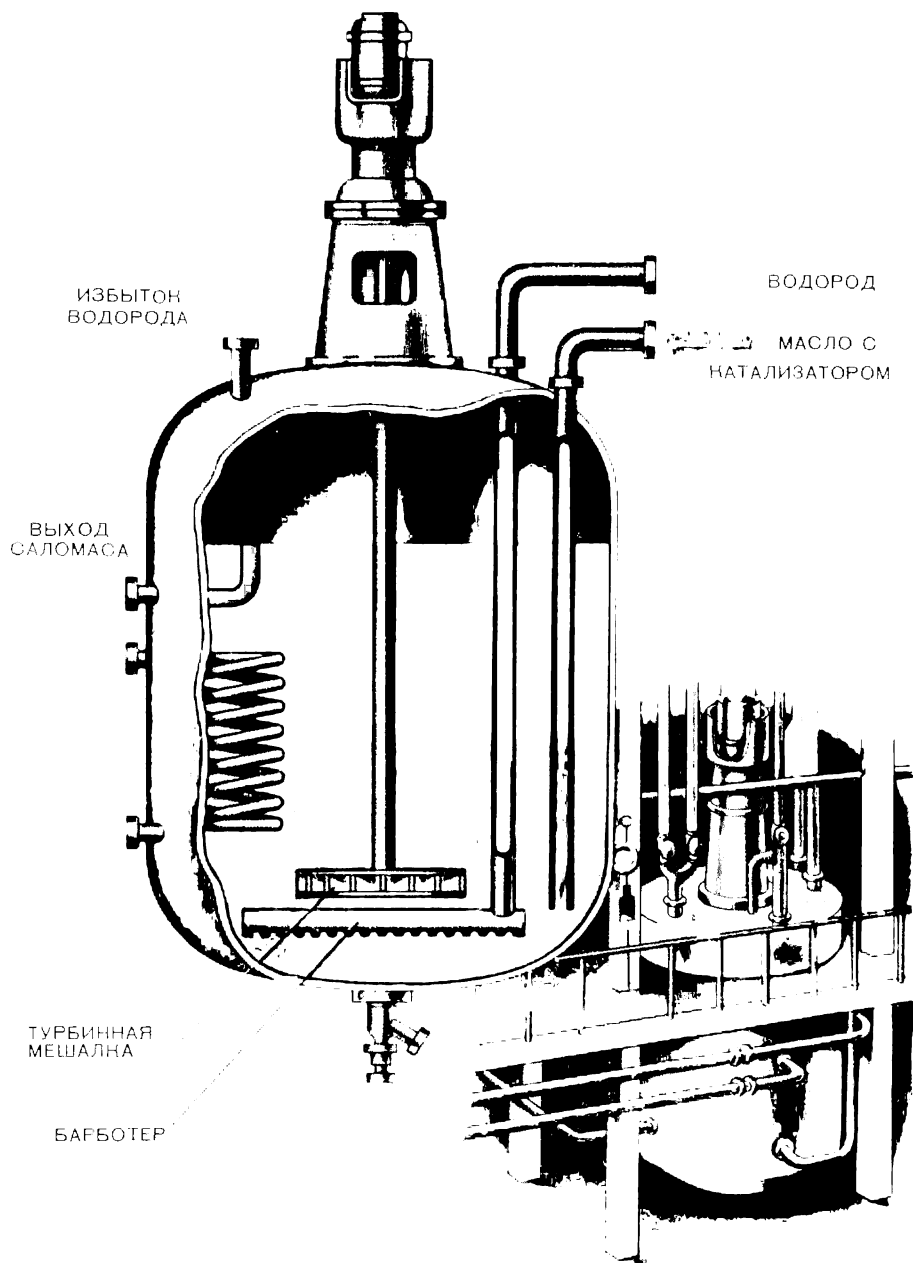 ИЗБЫТОК
ВОДОРОДА
ВОДОРОД
МАСЛО С
КАТАЛИЗАТОРОМ
ВЫХОД
САЛОМАСА
ТУРБИННАЯ
МЕШАЛКА
БАРБОТЕР